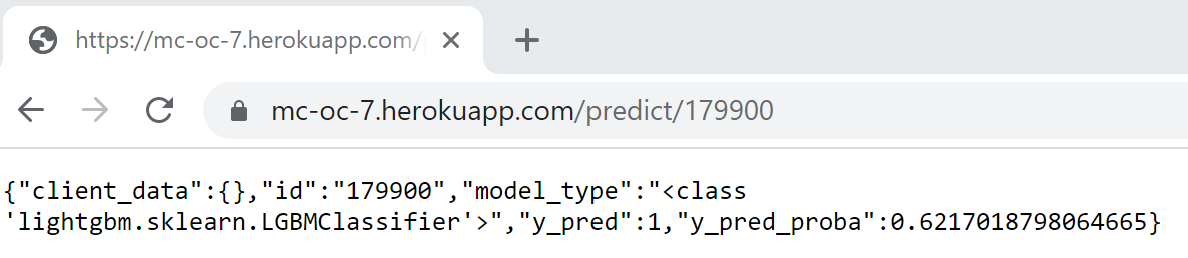 https://mc-oc-7.herokuapp.com/
mc-oc-7.herokuapp.com/predict/179900
{"client_data":{},"id":"179900","model_type":"<class
'lightgbm.sklearn.LGBMClassifier'>","y_pred":1,"y_pred_proba":0.6217018798064665}